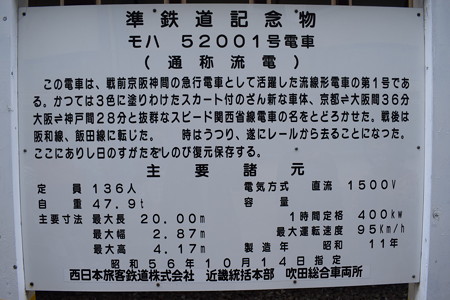 準鉄道記念物
モハ 52001号電車
(通称流電)
この電車は、戦前京阪神間の急行電車として活躍した流線形電車の第1号であ
る。かつては3色に塗りわけたスカート付のざん新な車体、京都⇌大阪間36分
大阪⇌神戸間28分と抜群なスピード関西省線電車の名をとどろかせた。戦後は
阪和線、飯田線に転じた。 時はうつり、遂にレールから去ることになつた。
ここにありし日のすがたをしのび復元保存する。
主要諸元
定員 136人 電気方式 直流 1500V
自重 47.9t 容量
主要寸法 最大長 20.00m 1時間定格 400kw
最大幅 2.87m 最大運転速度 95k/h
最大高 4.17m 製造年 昭和 11年
昭和56年10月14日指定
西日本旅客鉄道株式会社 近畿統括本部 吹田総合車両所